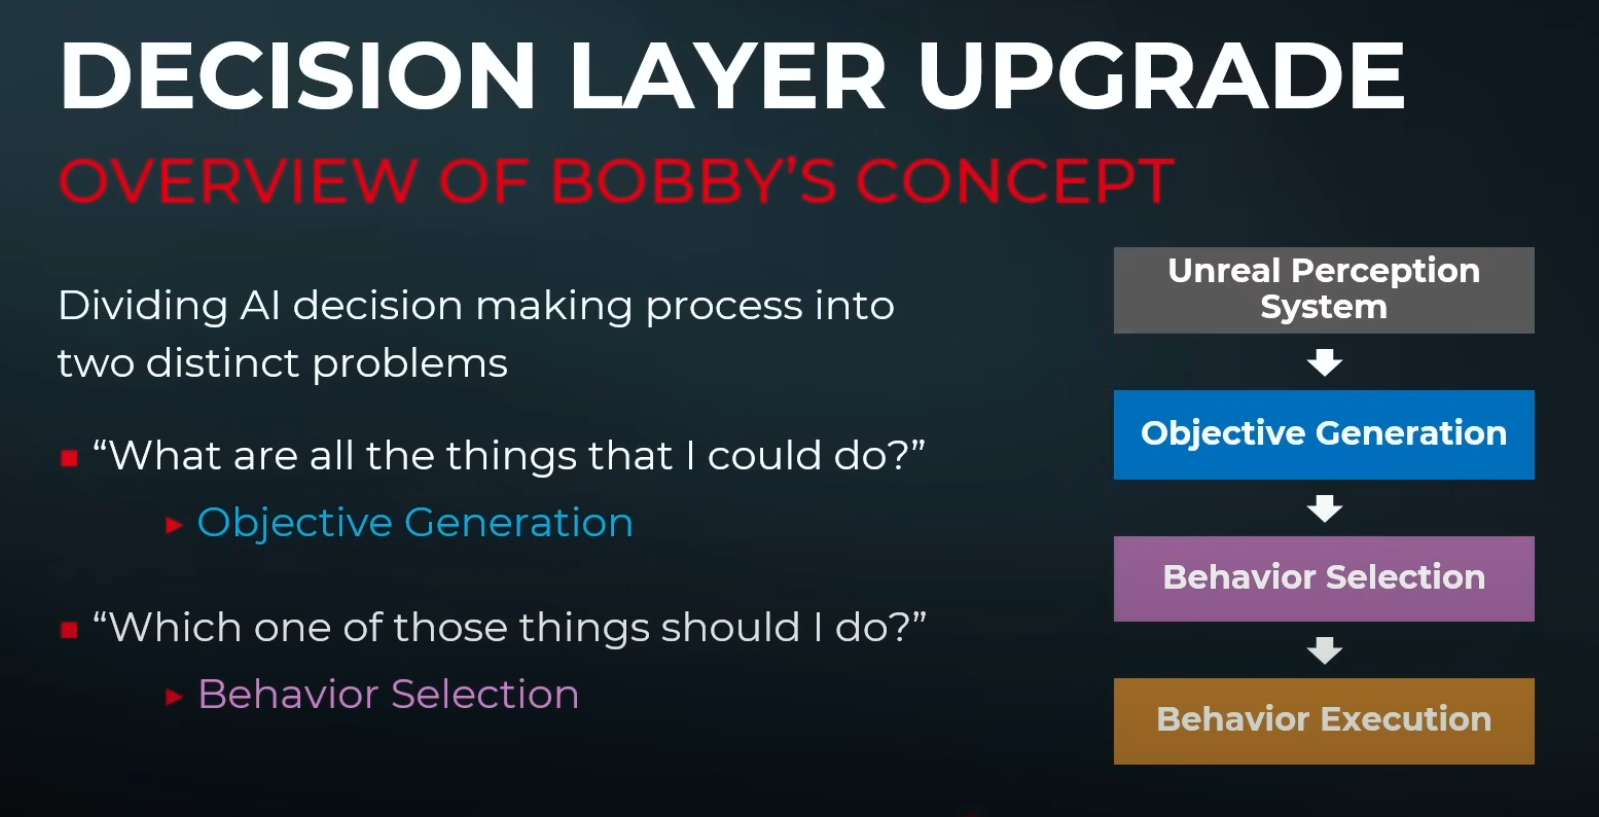 DECISION LAYER UPGRADE
OVERVIEW OF BOBBY'S CONCEPT
Dividing AI decision making process into
two distinct problems
“What are all the things that I could do?”
Objective Generation
“Which one of those things should I do?”
Behavior Selection
Unreal Perception
System
Objective Generation
Behavior Selection
Behavior Execution